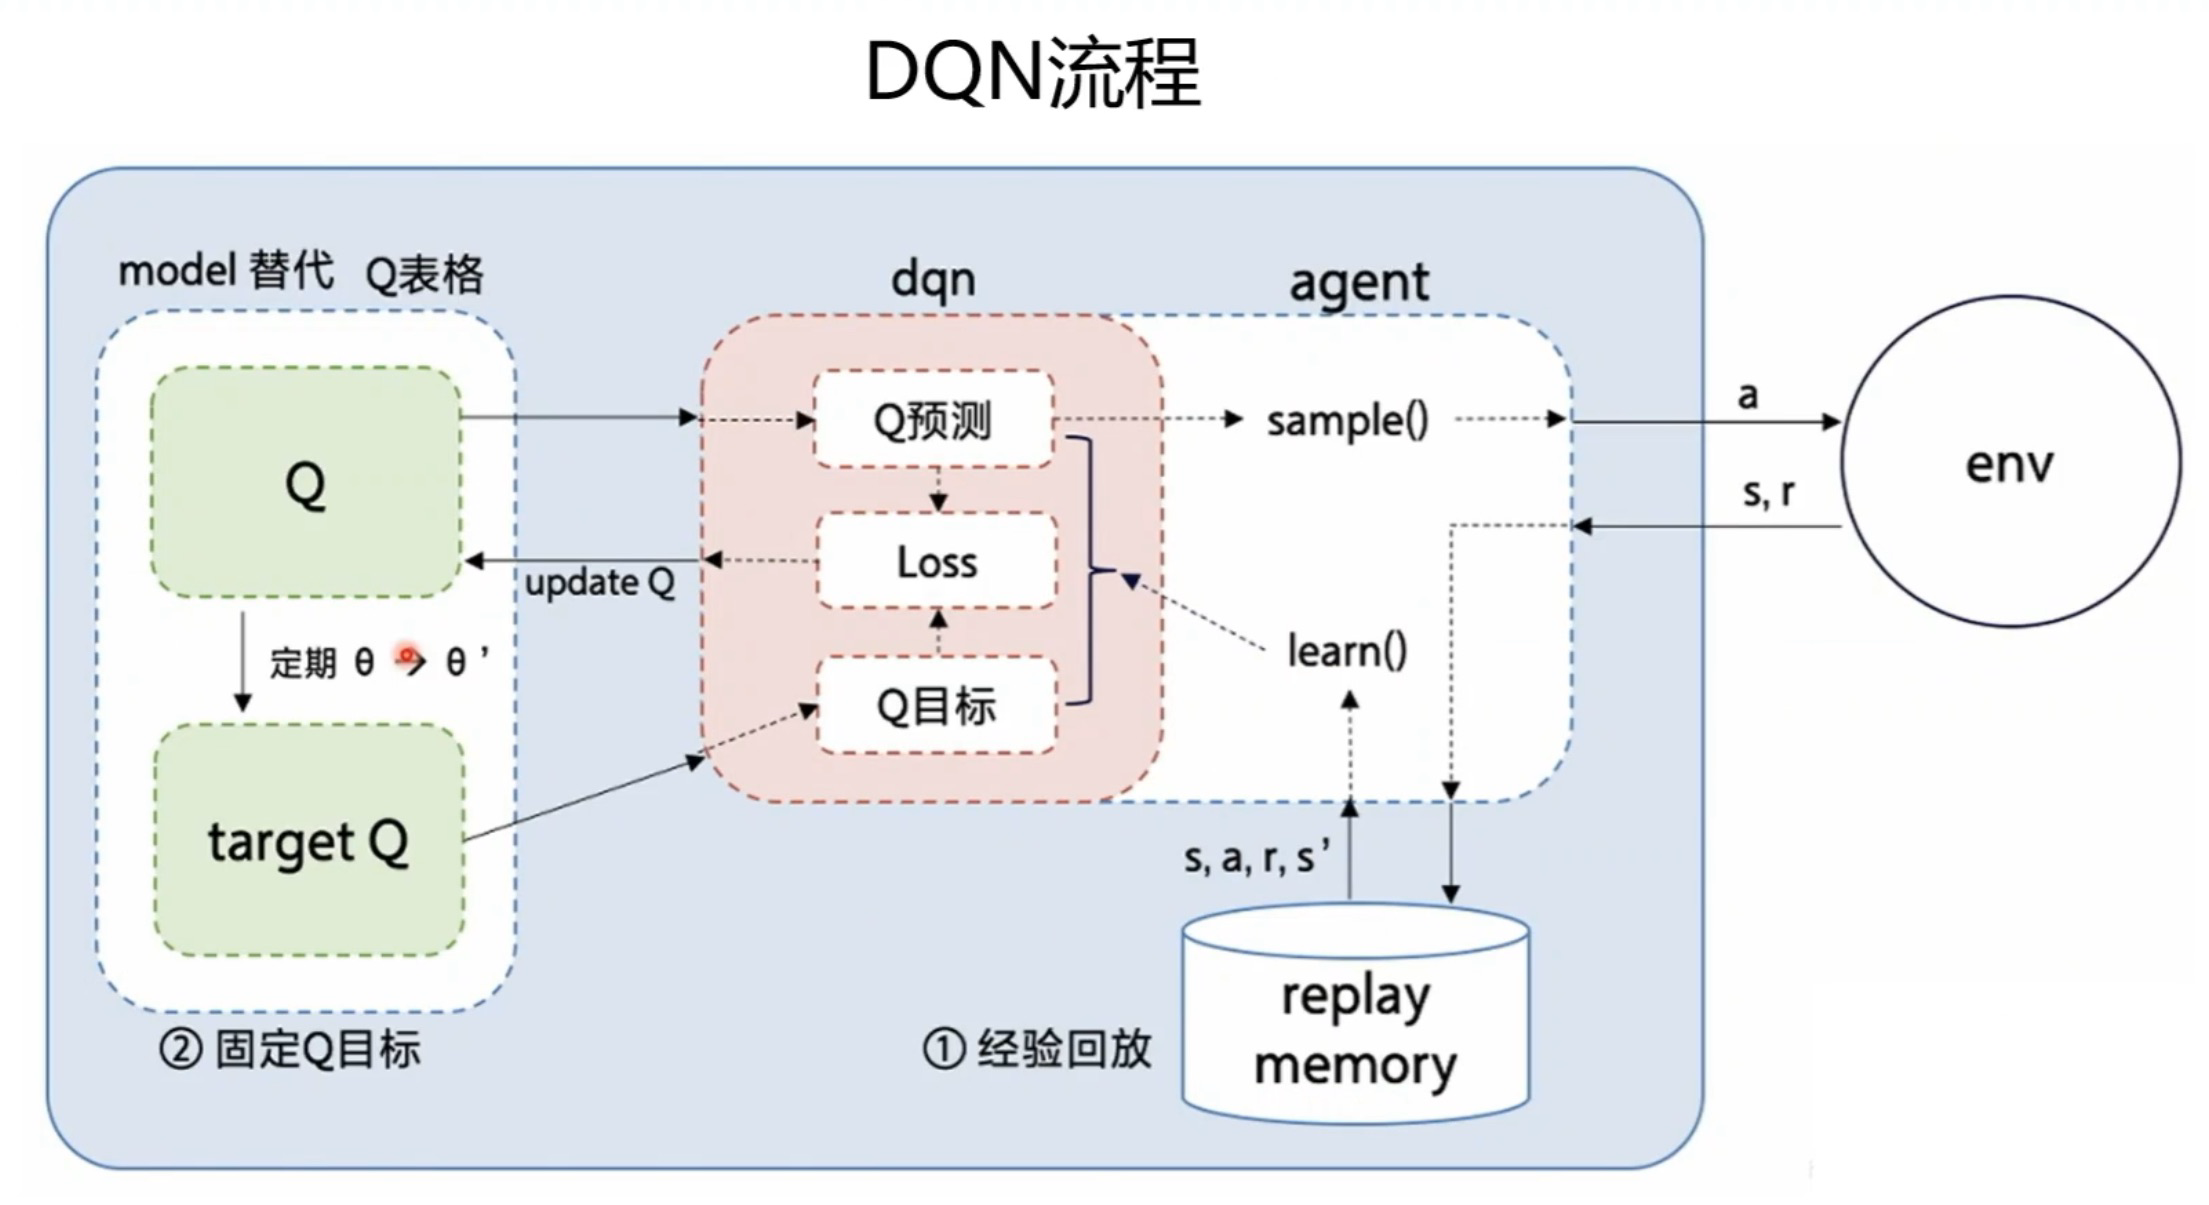 DQN流程
model 替代 Q表格
dqn
agent
Q
Q预测
sample()
a
env
s, r
Loss
update Q
定期 θ → θ’
learn()
Q目标
target Q
s, a, r, s’
replay
memory
② 固定Q目标
① 经验回放